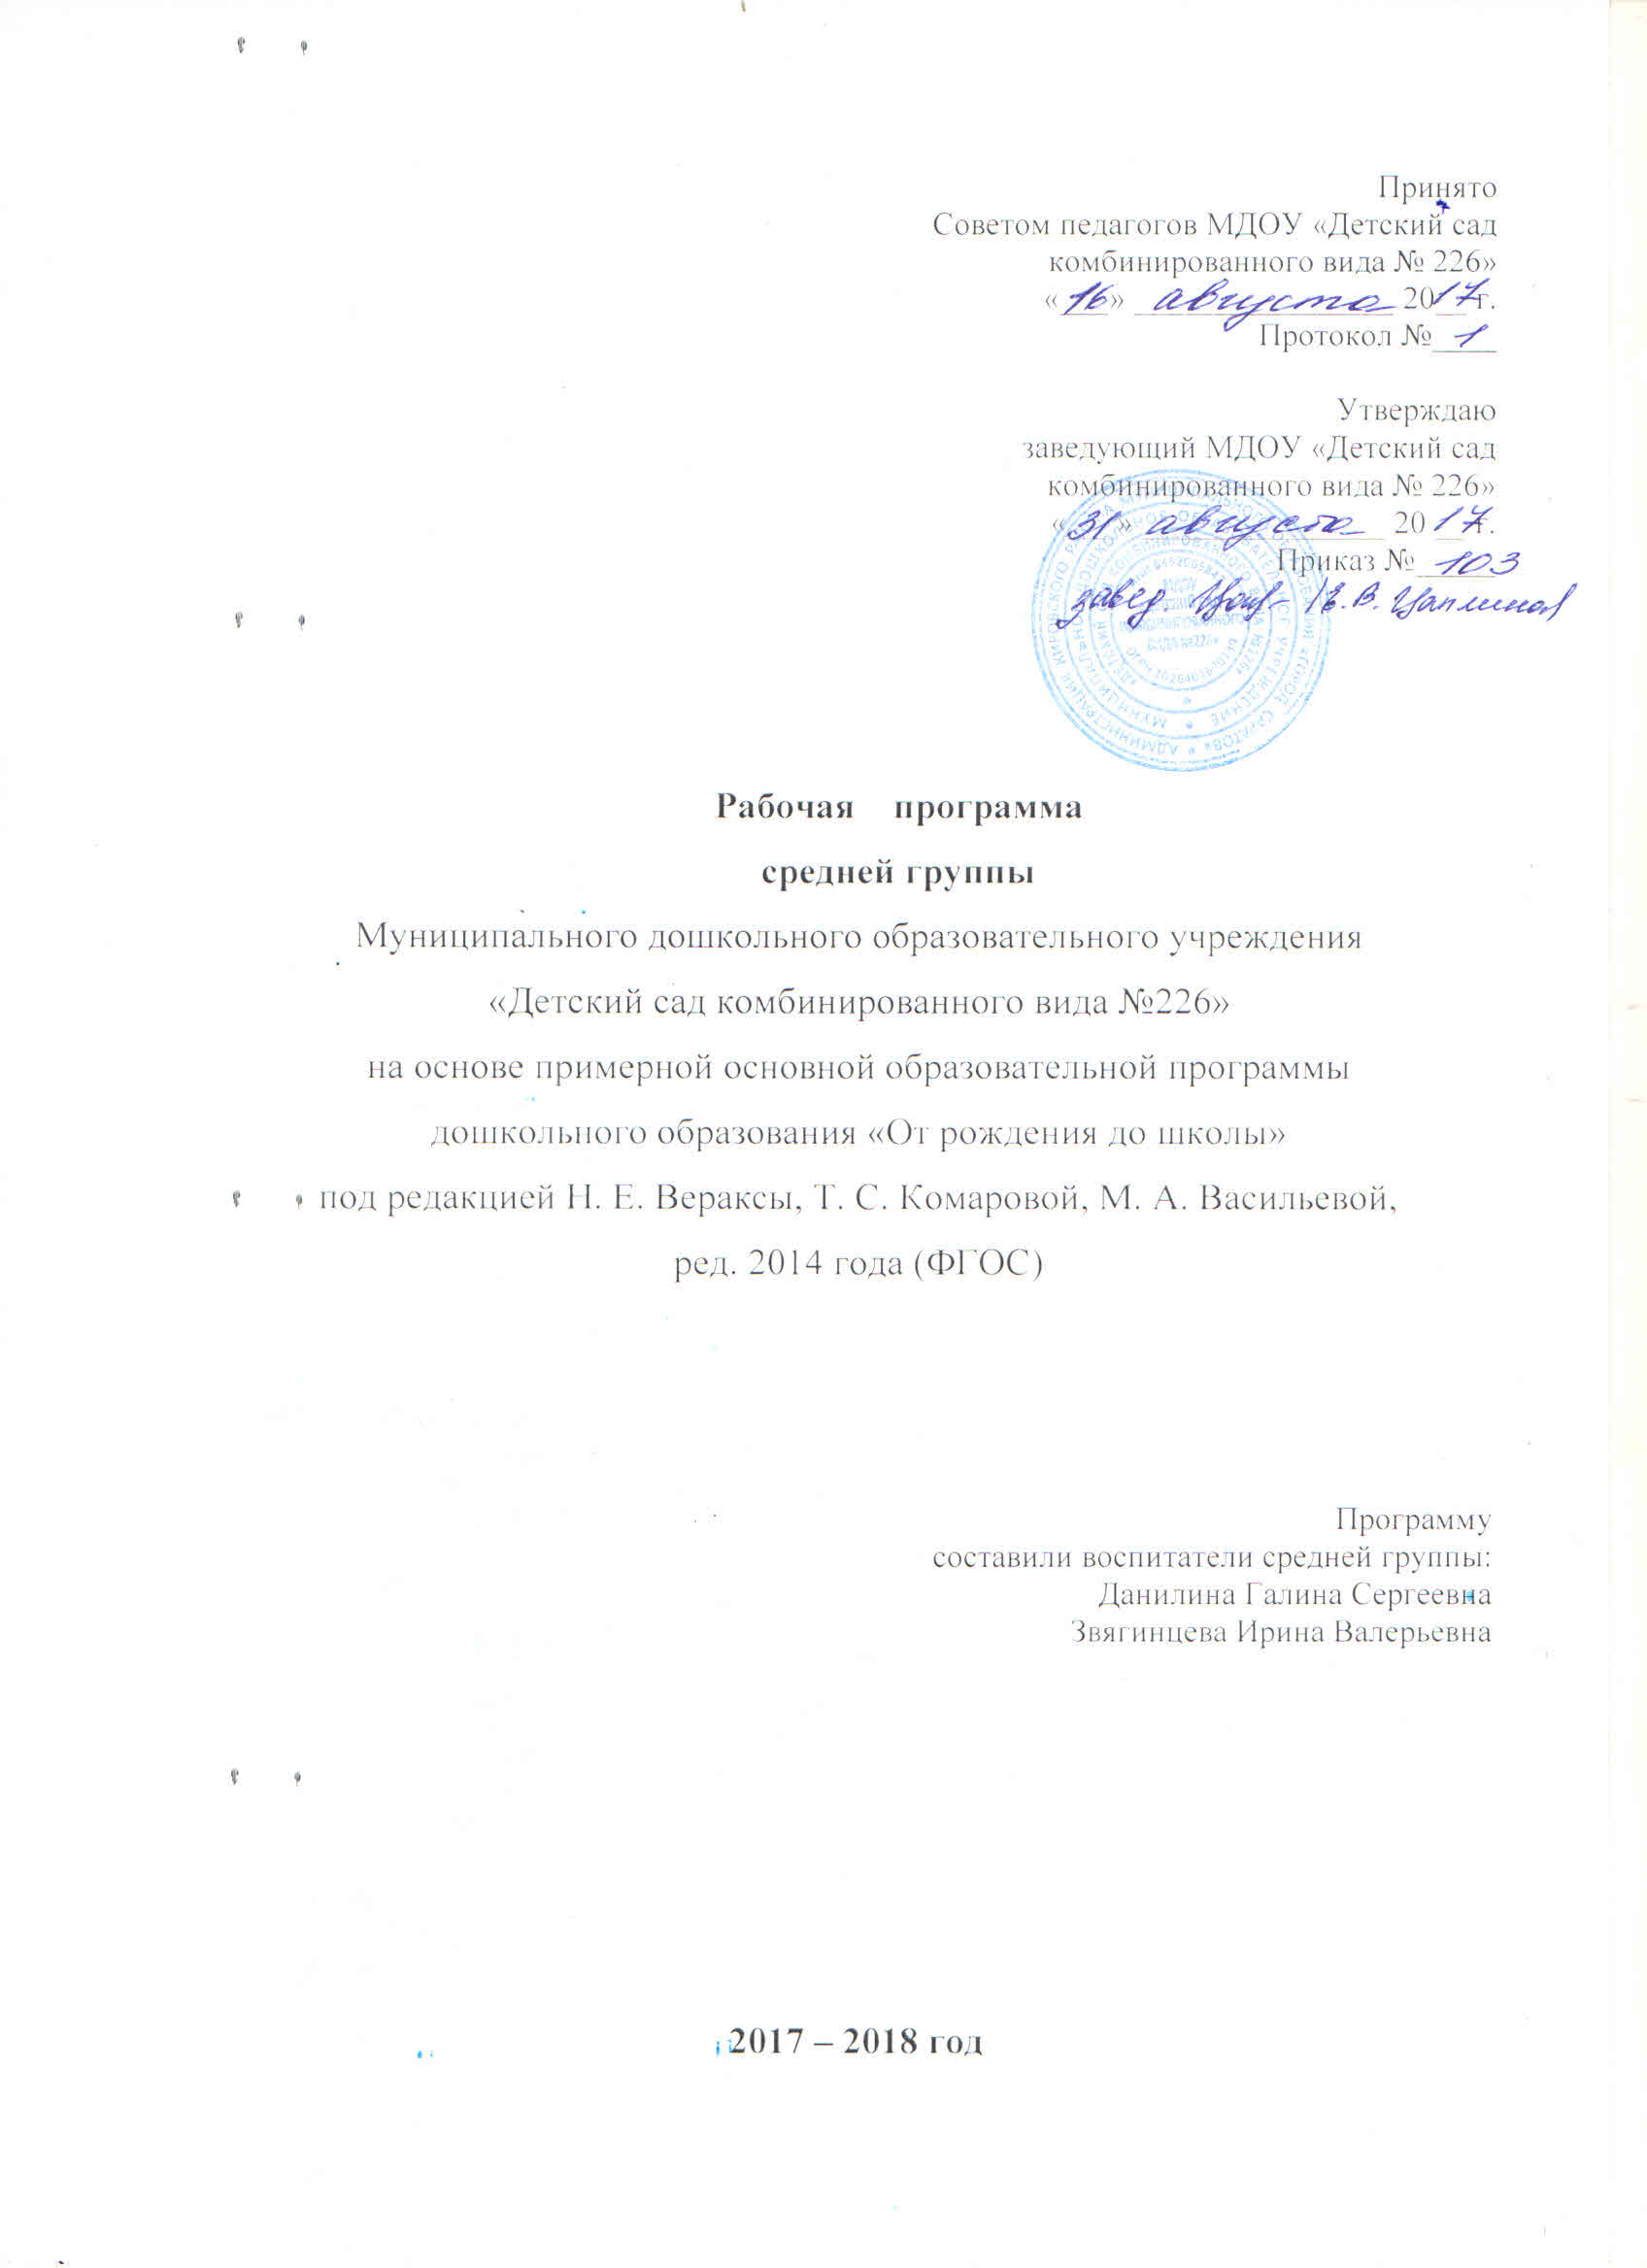 Принято
Советом педагогов МДОУ «Детский сад
комбинированного вида № 226»
«16» августа 2017 г.
Протокол № 1
Утверждаю
заведующий МДОУ «Детский сад
комбинированного вида № 226»
«31» августа 2017 г.
Приказ № 103
завед. /Е.В. Цаплина/
Рабочая программа
средней группы
Муниципального дошкольного образовательного учреждения
«Детский сад комбинированного вида №226»
на основе примерной основной образовательной программы
дошкольного образования «От рождения до школы»
под редакцией Н. Е. Вераксы, Т. С. Комаровой, М. А. Васильевой,
ред. 2014 года (ФГОС)
Программу
составили воспитатели средней группы:
Данилина Галина Сергеевна
Звягинцева Ирина Валерьевна
2017 – 2018 год